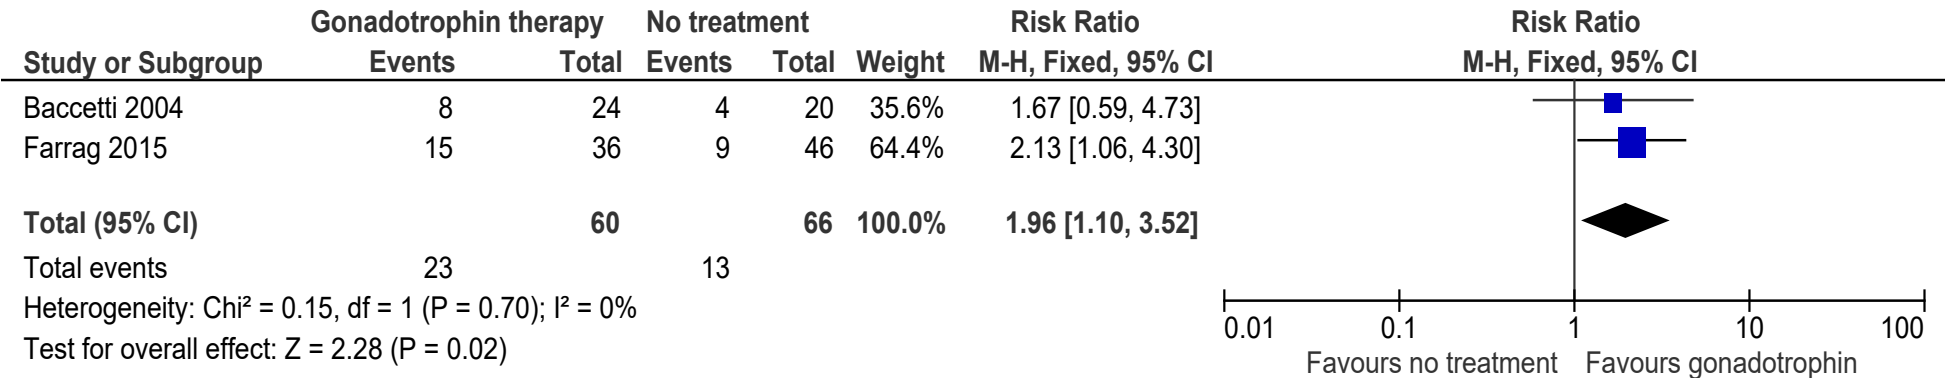 Gonadotrophin therapy No treatment Risk Ratio Risk Ratio
Study or Subgroup Events Total Events Total Weight M-H, Fixed, 95% CI M-H, Fixed, 95% CI
Baccetti 2004 8 24 4 20 35.6% 1.67 [0.59, 4.73]
Farrag 2015 15 36 9 46 64.4% 2.13 [1.06, 4.30]
Total (95% CI) 60 66 100.0% 1.96 [1.10, 3.52]
Total events 23 13
Heterogeneity: Chi² = 0.15, df = 1 (P = 0.70); I² = 0%
Test for overall effect: Z = 2.28 (P = 0.02)
0.01 0.1 1 10 100
Favours no treatment Favours gonadotrophin